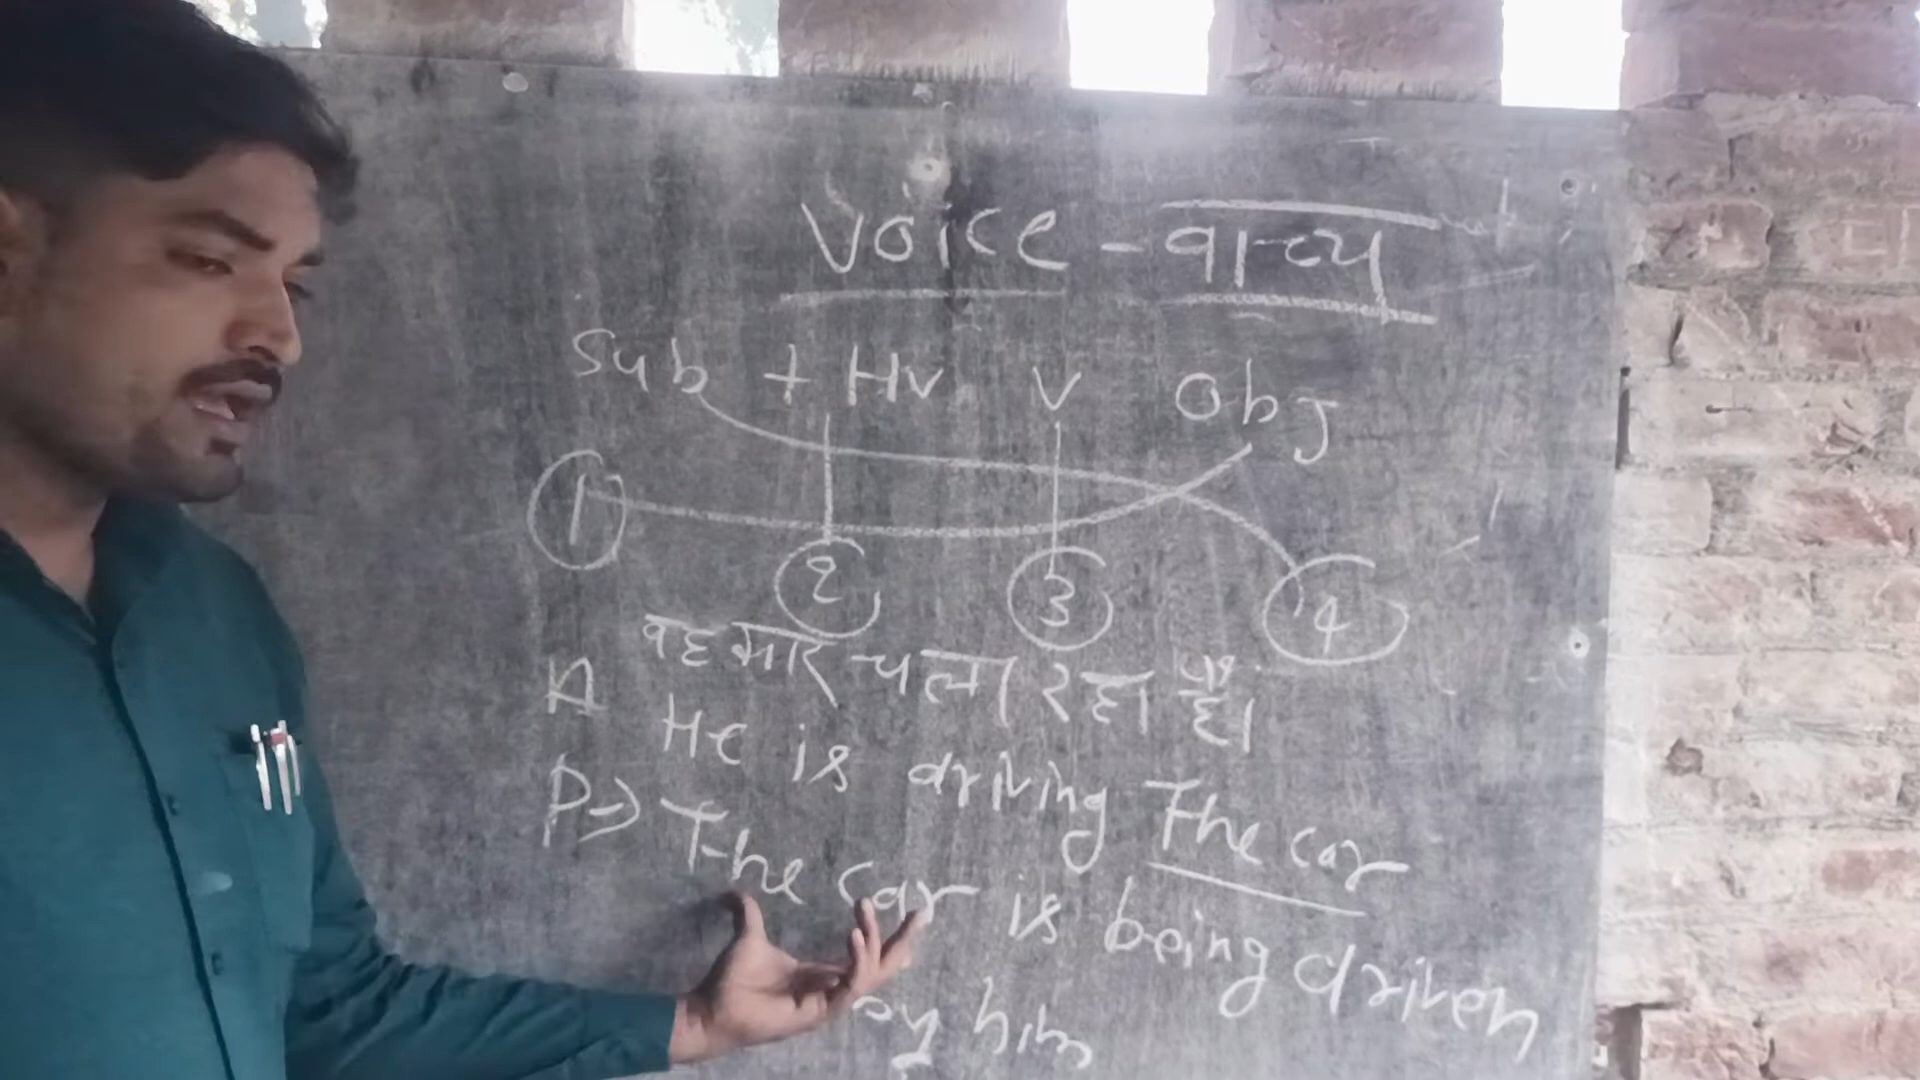 Voice - वाच्य
Sub + Hv V Obj
1 2 3 4
वह कार चला रहा है।
A He is driving The car
P→ The car is being driven
by him